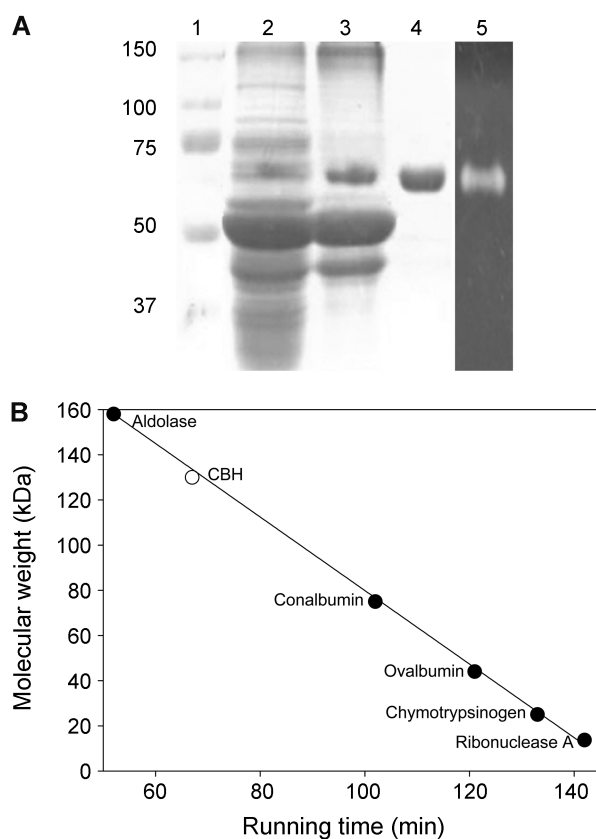 A
1 2 3 4 5
150
100
75
50
37
B
160
140
120
100
80
60
40
20
0
Molecular weight (kDa)
Aldolase
CBH
Conalbumin
Ovalbumin
Chymotrypsinogen
Ribonuclease A
60 80 100 120 140
Running time (min)